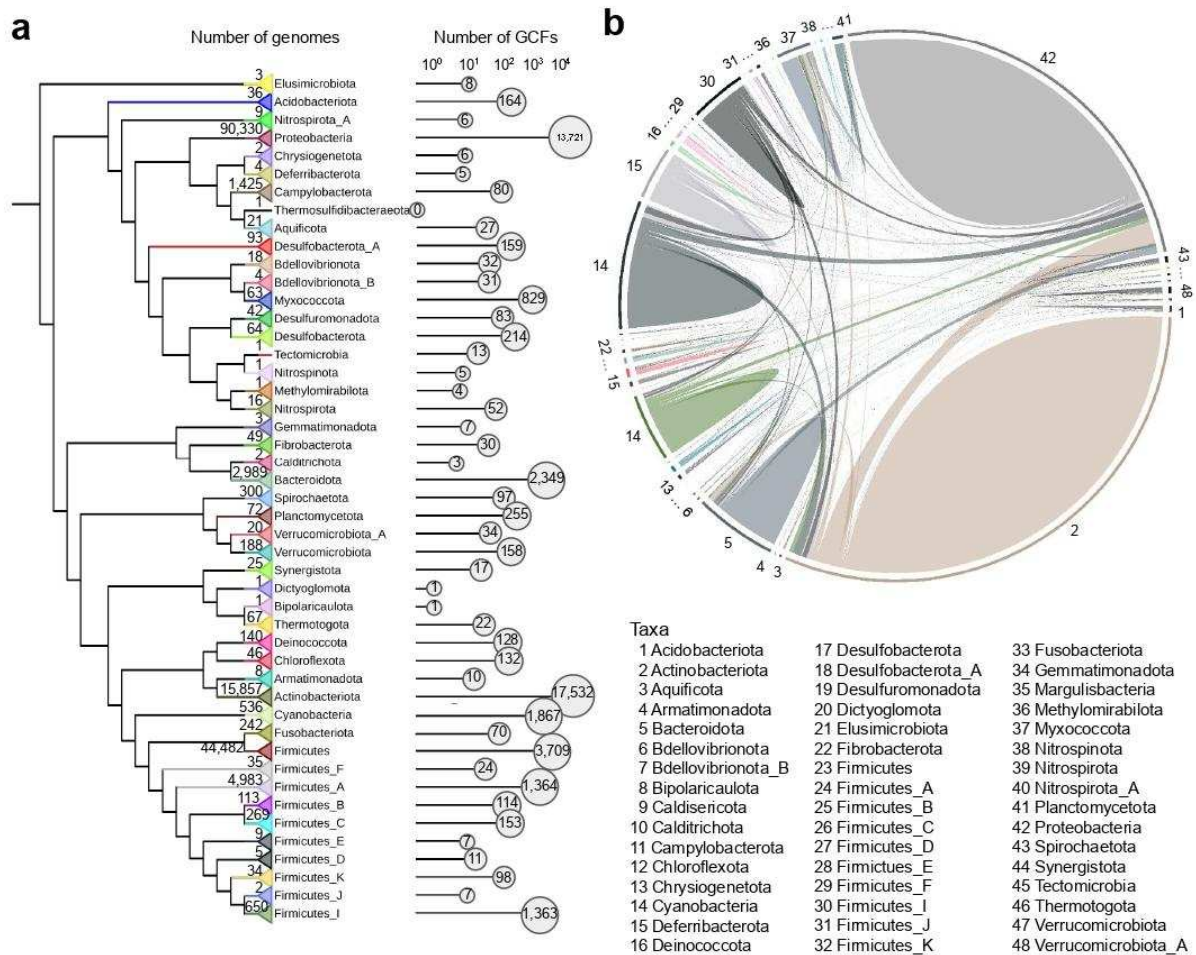 a
Number of genomes
Number of GCFs
10⁰ 10¹ 10² 10³ 10⁴
3 Elusimicrobiota 8
36 Acidobacteriota 164
9 Nitrospirota_A 6
90,330 Proteobacteria 13,721
2 Chrysiogenetota 6
4 Deferribacterota 5
1,425 Campylobacterota 80
1 Thermosulfidibacteraeota 0
21 Aquificota 27
93 Desulfobacterota_A 159
18 Bdellovibrionota 32
4 Bdellovibrionota_B 31
63 Myxococcota 829
42 Desulfuromonadota 83
64 Desulfobacterota 214
1 Tectomicrobia 13
1 Nitrospinota 5
1 Methylomirabilota 4
16 Nitrospirota 52
3 Gemmatimonadota 7
49 Fibrobacterota 30
2 Calditrichota 3
2,989 Bacteroidota 2,349
300 Spirochaetota 97
72 Planctomycetota 255
20 Verrucomicrobiota_A 34
188 Verrucomicrobiota 158
25 Synergistota 17
1 Dictyoglomota 1
1 Bipolaricaulota 1
67 Thermotogota 22
140 Deinococcota 128
46 Chloroflexota 132
8 Armatimonadota 10
15,857 Actinobacteriota 17,532
536 Cyanobacteria 1,867
242 Fusobacteriota 70
44,482 Firmicutes 3,709
35 Firmicutes_F 24
4,983 Firmicutes_A 1,364
113 Firmicutes_B 114
269 Firmicutes_C 153
9 Firmicutes_E 7
5 Firmicutes_D 11
34 Firmicutes_K 98
2 Firmicutes_J 7
650 Firmicutes_I 1,363
b
42
43 ... 48
1
2
3
4
5
6 ... 13
14
15 ... 22
14
15
16 ... 29
30
31 ... 36
37
38 ... 41
Taxa
1 Acidobacteriota
2 Actinobacteriota
3 Aquificota
4 Armatimonadota
5 Bacteroidota
6 Bdellovibrionota
7 Bdellovibrionota_B
8 Bipolaricaulota
9 Caldisericota
10 Calditrichota
11 Campylobacterota
12 Chloroflexota
13 Chrysiogenetota
14 Cyanobacteria
15 Deferribacterota
16 Deinococcota
17 Desulfobacterota
18 Desulfobacterota_A
19 Desulfuromonadota
20 Dictyoglomota
21 Elusimicrobiota
22 Fibrobacterota
23 Firmicutes
24 Firmicutes_A
25 Firmicutes_B
26 Firmicutes_C
27 Firmicutes_D
28 Firmicutes_E
29 Firmicutes_F
30 Firmicutes_I
31 Firmicutes_J
32 Firmicutes_K
33 Fusobacteriota
34 Gemmatimonadota
35 Margulisbacteria
36 Methylomirabilota
37 Myxococcota
38 Nitrospinota
39 Nitrospirota
40 Nitrospirota_A
41 Planctomycetota
42 Proteobacteria
43 Spirochaetota
44 Synergistota
45 Tectomicrobia
46 Thermotogota
47 Verrucomicrobiota
48 Verrucomicrobiota_A